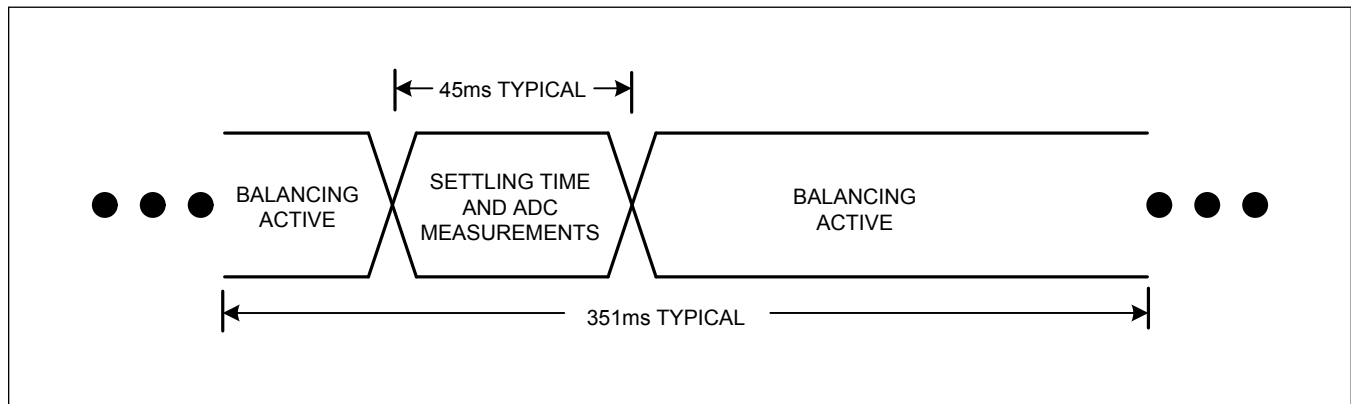 45ms TYPICAL
BALANCING
ACTIVE
SETTLING TIME
AND ADC
MEASUREMENTS
BALANCING
ACTIVE
351ms TYPICAL